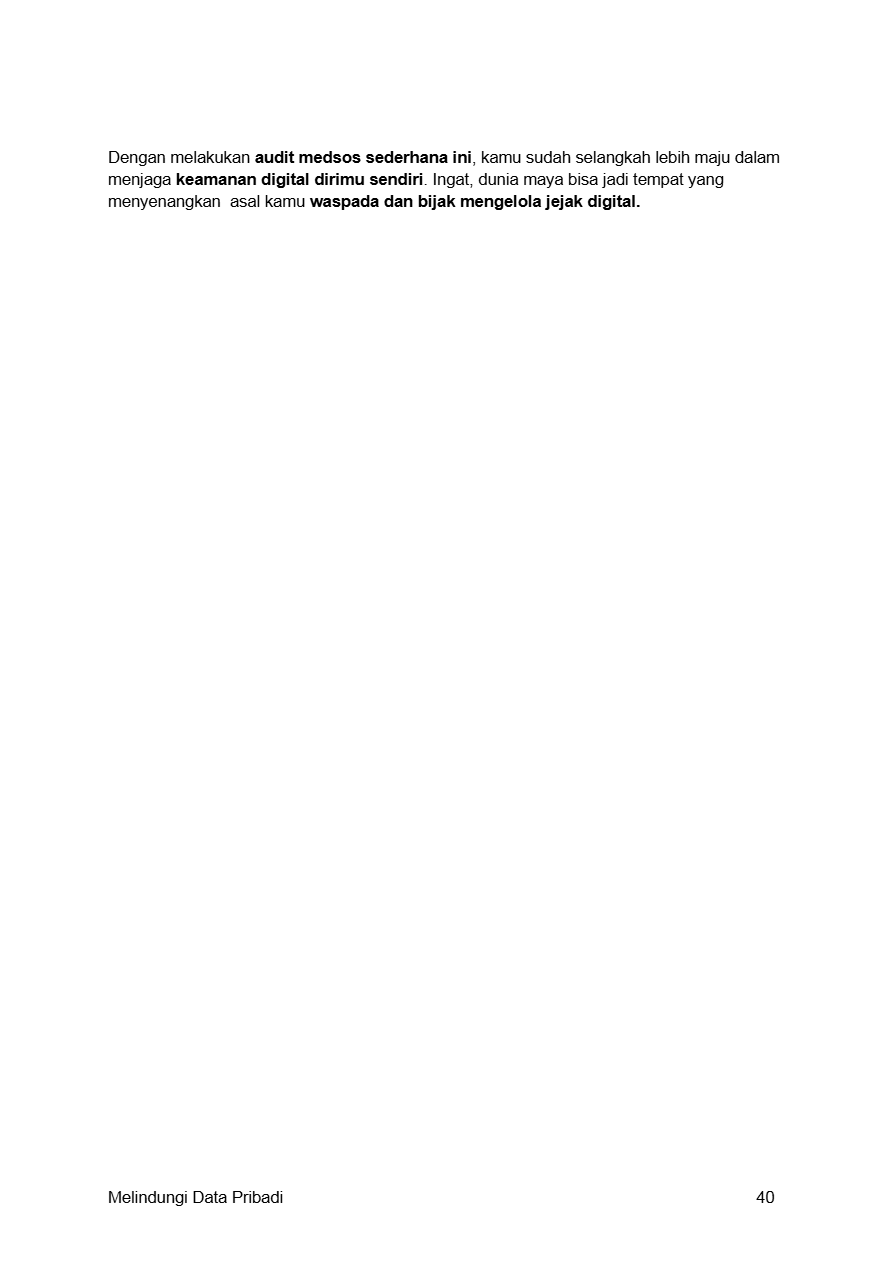 Dengan melakukan audit medsos sederhana ini, kamu sudah selangkah lebih maju dalam
menjaga keamanan digital dirimu sendiri. Ingat, dunia maya bisa jadi tempat yang
menyenangkan  asal kamu waspada dan bijak mengelola jejak digital.
Melindungi Data Pribadi 40